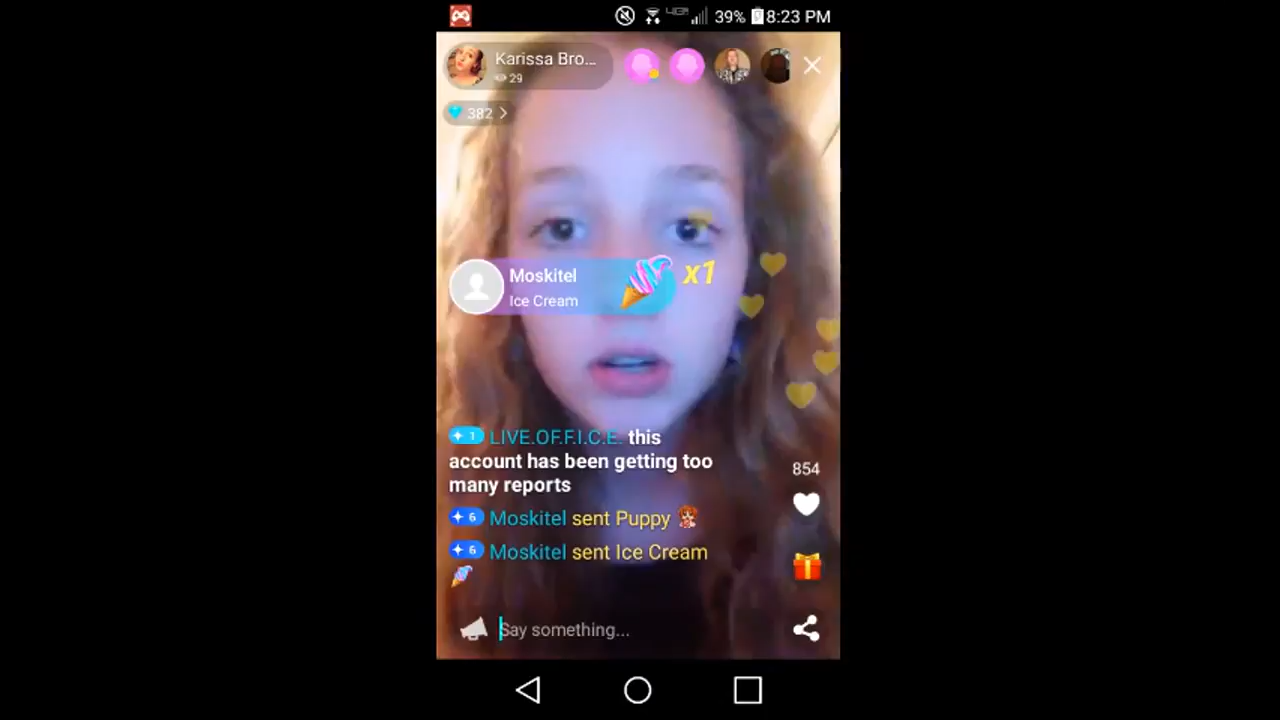 39% 8:23 PM
Karissa Bro...
29
382 >
Moskitel
x1
Ice Cream
1 LIVE.OF.F.I.C.E. this
account has been getting too
many reports
854
6 Moskitel sent Puppy
6 Moskitel sent Ice Cream
Say something...